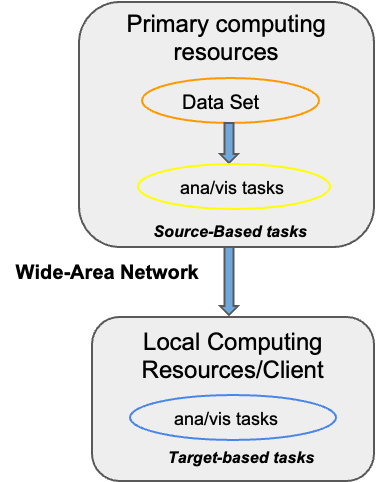 Primary computing
resources
Data Set
ana/vis tasks
Source-Based tasks
Wide-Area Network
Local Computing
Resources/Client
ana/vis tasks
Target-based tasks